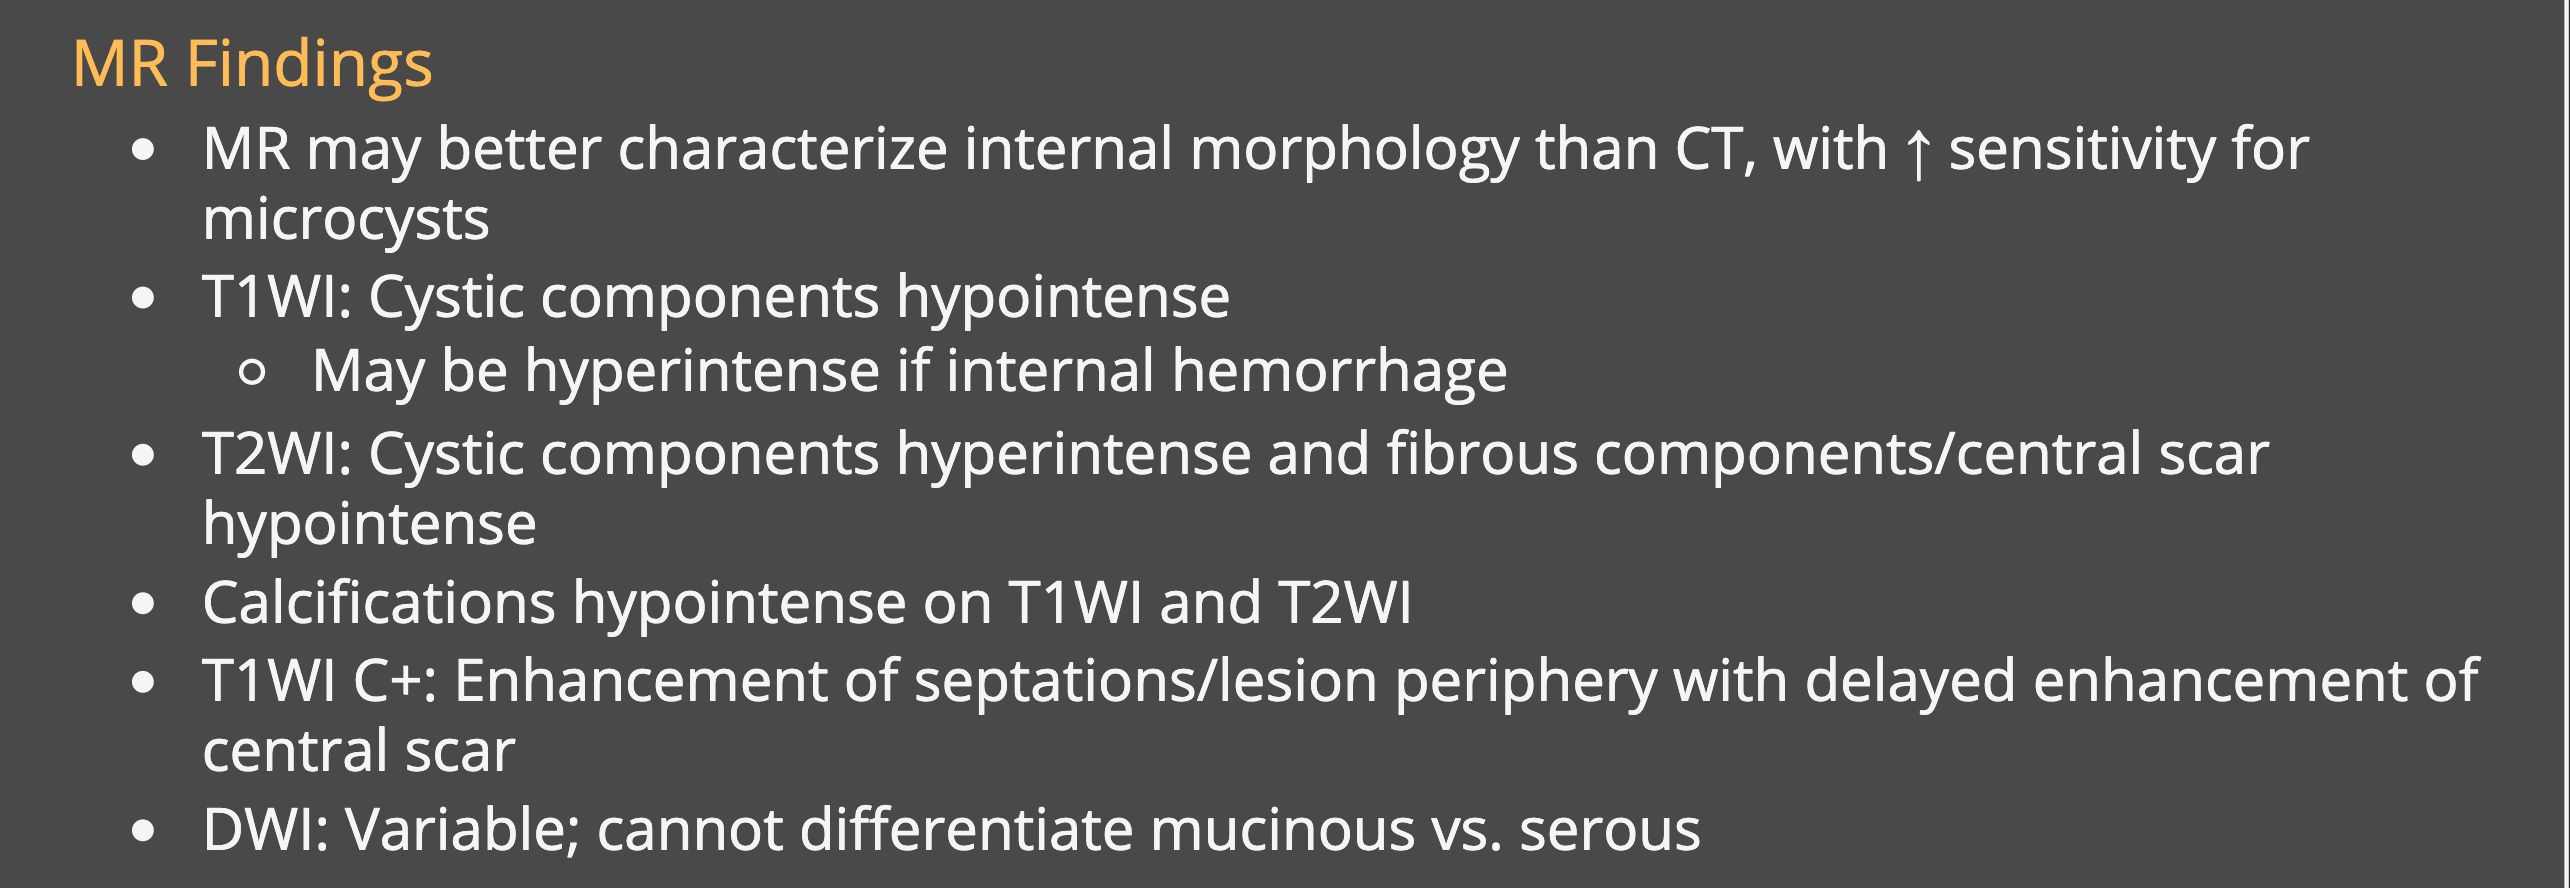 MR Findings
• MR may better characterize internal morphology than CT, with ↑ sensitivity for
microcysts
• T1WI: Cystic components hypointense
○ May be hyperintense if internal hemorrhage
• T2WI: Cystic components hyperintense and fibrous components/central scar
hypointense
• Calcifications hypointense on T1WI and T2WI
• T1WI C+: Enhancement of septations/lesion periphery with delayed enhancement of
central scar
• DWI: Variable; cannot differentiate mucinous vs. serous